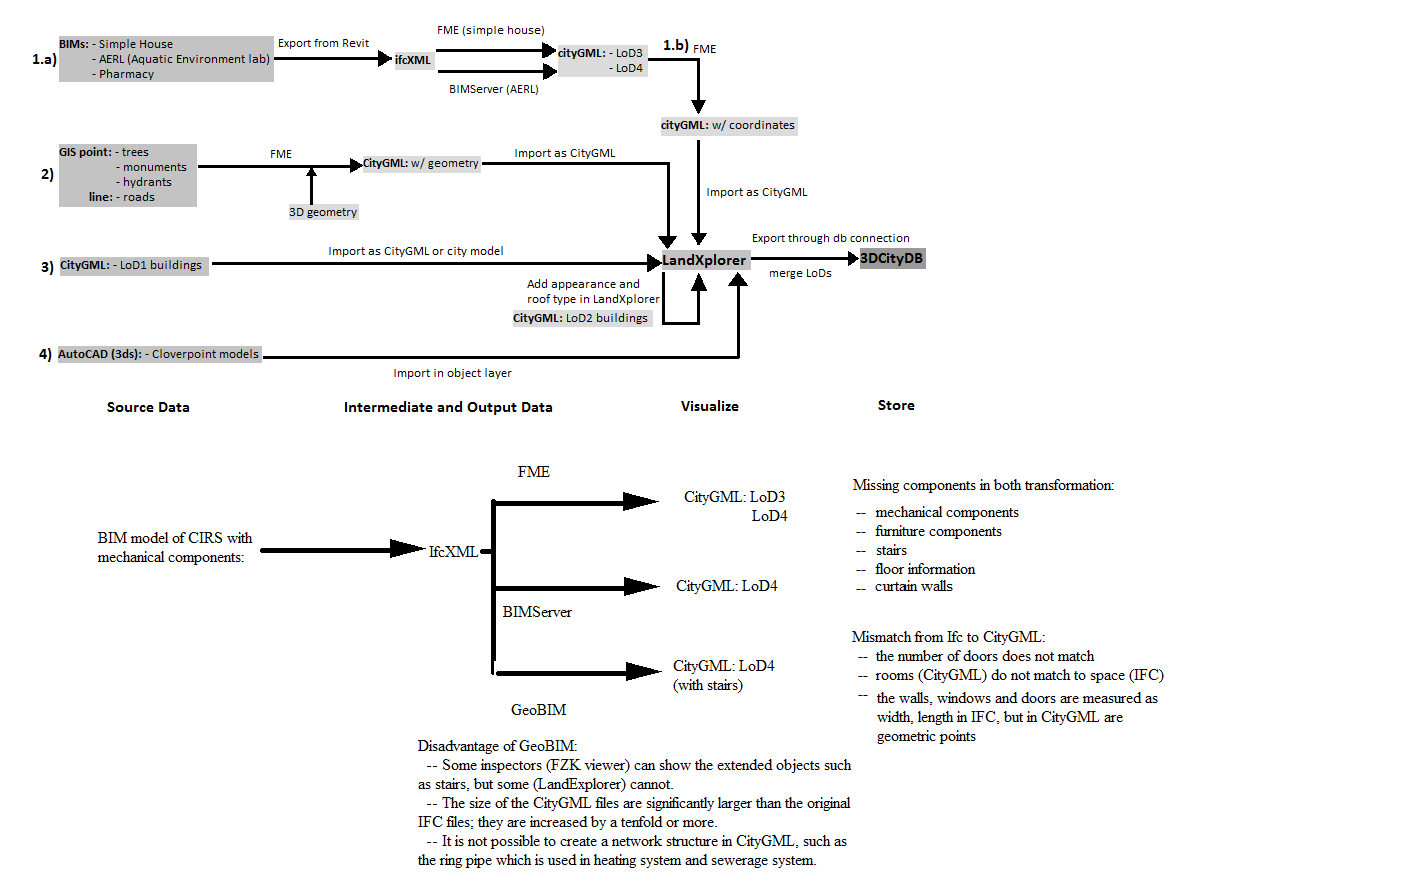 1.a)
BIMs: - Simple House
- AERL (Aquatic Environment lab)
- Pharmacy
Export from Revit
ifcXML
FME (simple house)
BIMServer (AERL)
cityGML: - LoD3
- LoD4
1.b) FME
cityGML: w/ coordinates
Import as CityGML
2)
GIS point: - trees
- monuments
- hydrants
line: - roads
FME
3D geometry
CityGML: w/ geometry
Import as CityGML
3)
CityGML: - LoD1 buildings
Import as CityGML or city model
LandXplorer
Export through db connection
merge LoDs
3DCityDB
Add appearance and
roof type in LandXplorer
CityGML: LoD2 buildings
4)
AutoCAD (3ds): - Cloverpoint models
Import in object layer
Source Data
Intermediate and Output Data
Visualize
Store
BIM model of CIRS with
mechanical components:
IfcXML
FME
CityGML: LoD3
LoD4
BIMServer
CityGML: LoD4
GeoBIM
CityGML: LoD4
(with stairs)
Missing components in both transformation:
-- mechanical components
-- furniture components
-- stairs
-- floor information
-- curtain walls
Mismatch from Ifc to CityGML:
-- the number of doors does not match
-- rooms (CityGML) do not match to space (IFC)
-- the walls, windows and doors are measured as
width, length in IFC, but in CityGML are
geometric points
Disadvantage of GeoBIM:
-- Some inspectors (FZK viewer) can show the extended objects such
as stairs, but some (LandExplorer) cannot.
-- The size of the CityGML files are significantly larger than the original
IFC files; they are increased by a tenfold or more.
-- It is not possible to create a network structure in CityGML, such as
the ring pipe which is used in heating system and sewerage system.